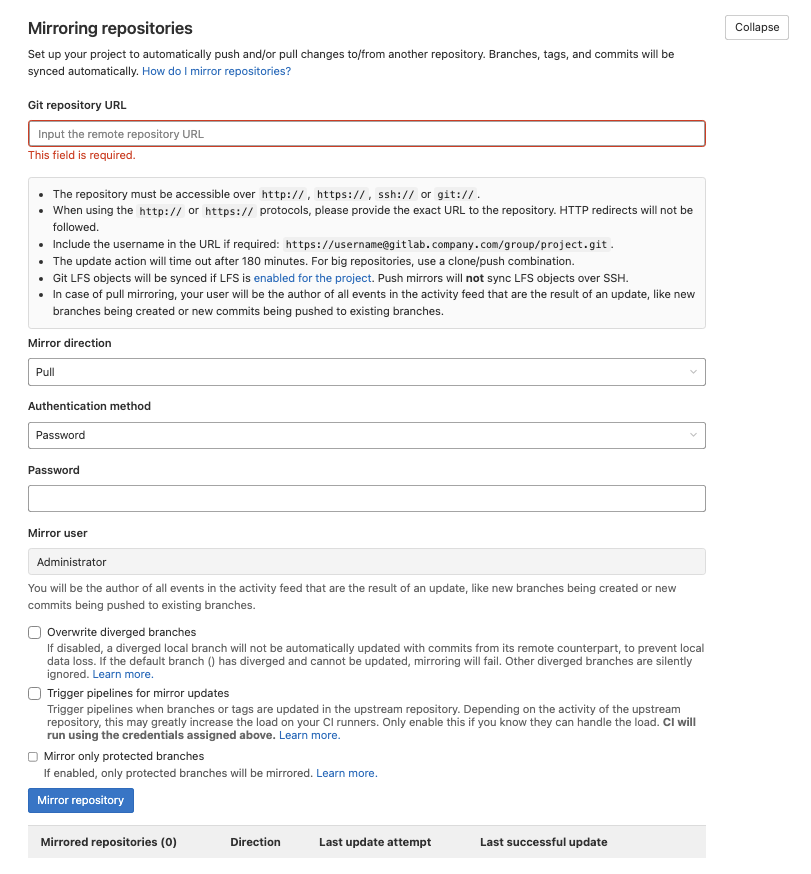 Mirroring repositories
Collapse
Set up your project to automatically push and/or pull changes to/from another repository. Branches, tags, and commits will be
synced automatically. How do I mirror repositories?
Git repository URL
Input the remote repository URL
This field is required.
• The repository must be accessible over http://, https://, ssh:// or git://.
• When using the http:// or https:// protocols, please provide the exact URL to the repository. HTTP redirects will not be
followed.
• Include the username in the URL if required: https://username@gitlab.company.com/group/project.git.
• The update action will time out after 180 minutes. For big repositories, use a clone/push combination.
• Git LFS objects will be synced if LFS is enabled for the project. Push mirrors will not sync LFS objects over SSH.
• In case of pull mirroring, your user will be the author of all events in the activity feed that are the result of an update, like new
branches being created or new commits being pushed to existing branches.
Mirror direction
Pull
Authentication method
Password
Password
Mirror user
Administrator
You will be the author of all events in the activity feed that are the result of an update, like new branches being created or new
commits being pushed to existing branches.
Overwrite diverged branches
If disabled, a diverged local branch will not be automatically updated with commits from its remote counterpart, to prevent local
data loss. If the default branch () has diverged and cannot be updated, mirroring will fail. Other diverged branches are silently
ignored. Learn more.
Trigger pipelines for mirror updates
Trigger pipelines when branches or tags are updated in the upstream repository. Depending on the activity of the upstream
repository, this may greatly increase the load on your CI runners. Only enable this if you know they can handle the load. CI will
run using the credentials assigned above. Learn more.
Mirror only protected branches
If enabled, only protected branches will be mirrored. Learn more.
Mirror repository
Mirrored repositories (0) Direction Last update attempt Last successful update